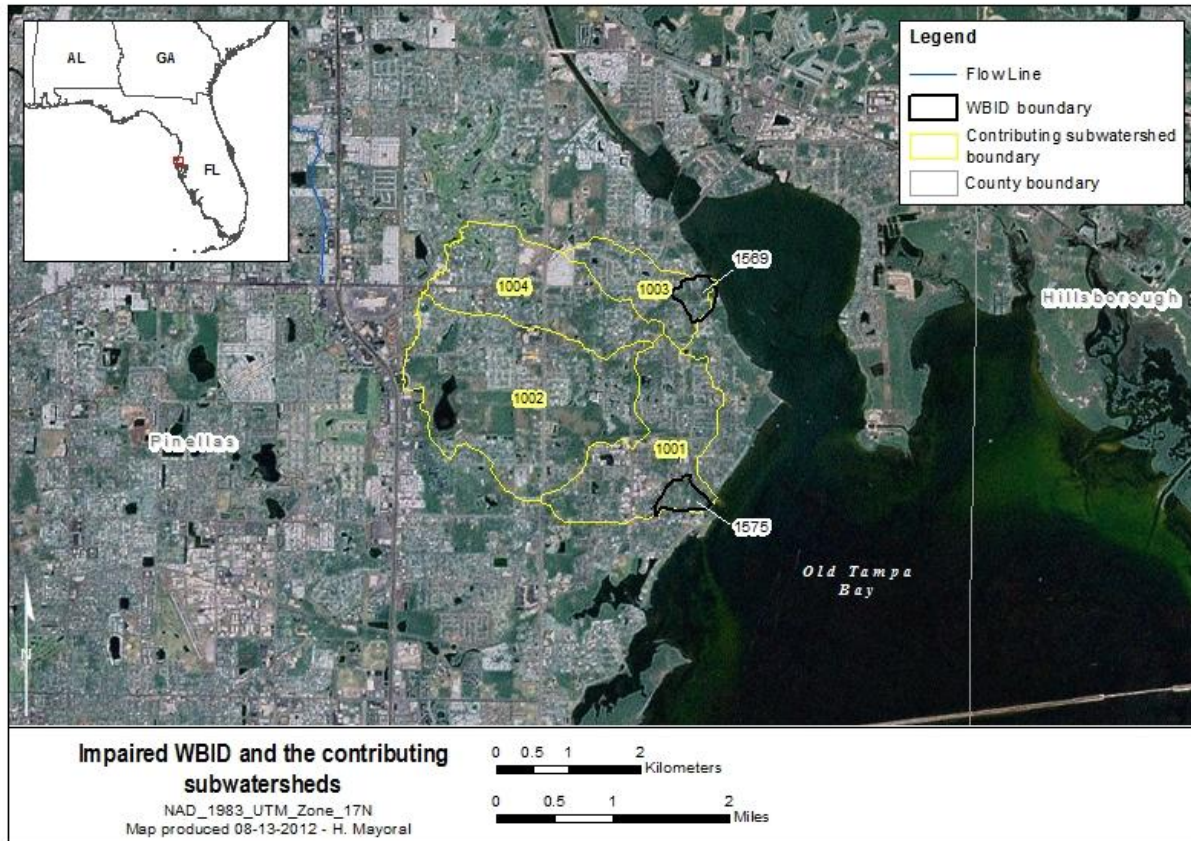 AL
GA
FL
Legend
FlowLine
WBID boundary
Contributing subwatershed
boundary
County boundary
1569
1004
1003
Hillsborough
1002
Pinellas
1001
1575
Old Tampa
Bay
N
Impaired WBID and the contributing
subwatersheds
NAD_1983_UTM_Zone_17N
Map produced 08-13-2012 - H. Mayoral
0 0.5 1 2
Kilometers
0 0.5 1 2
Miles